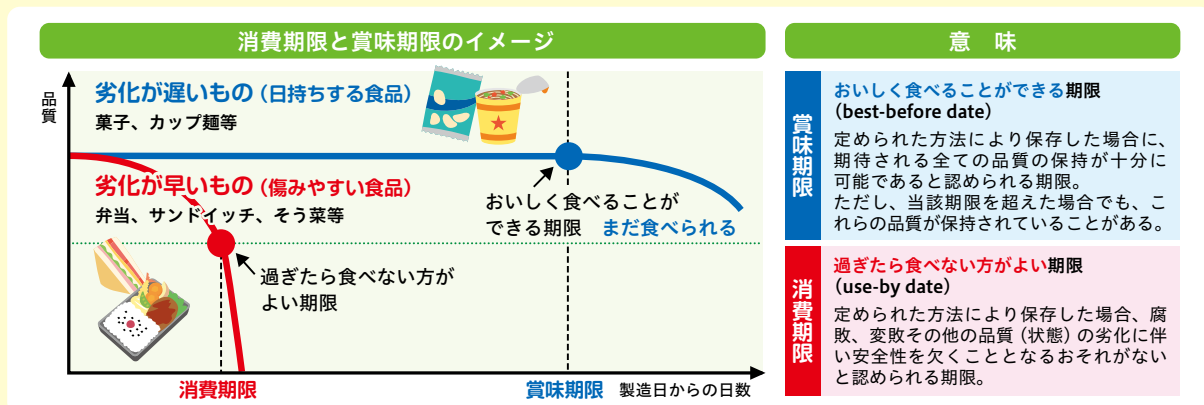 消費期限と賞味期限のイメージ
品質
劣化が遅いもの（日持ちする食品）
菓子、カップ麺等
劣化が早いもの（傷みやすい食品）
弁当、サンドイッチ、そう菜等
おいしく食べることが
できる期限　まだ食べられる
過ぎたら食べない方が
よい期限
消費期限
賞味期限
製造日からの日数
意　味
賞味期限
おいしく食べることができる期限
(best-before date)
定められた方法により保存した場合に、
期待される全ての品質の保持が十分に
可能であると認められる期限。
ただし、当該期限を超えた場合でも、こ
れらの品質が保持されていることがある。
消費期限
過ぎたら食べない方がよい期限
(use-by date)
定められた方法により保存した場合、腐
敗、変敗その他の品質（状態）の劣化に伴
い安全性を欠くこととなるおそれがない
と認められる期限。